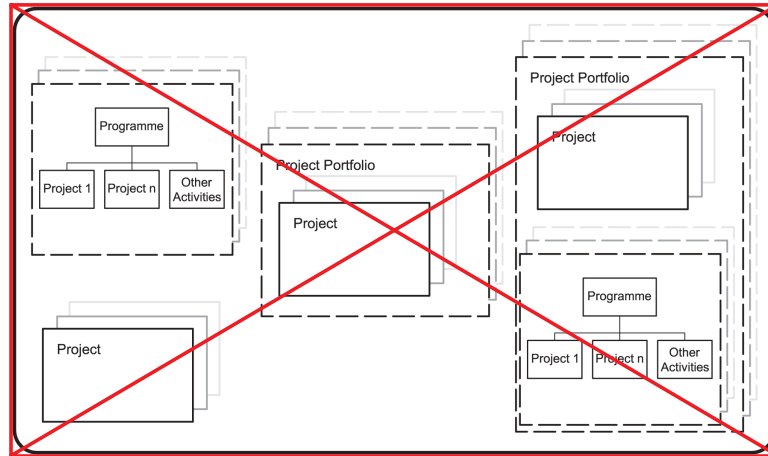 Programme
Project 1
Project n
Other
Activities
Project
Project Portfolio
Project
Project Portfolio
Project
Programme
Project 1
Project n
Other
Activities